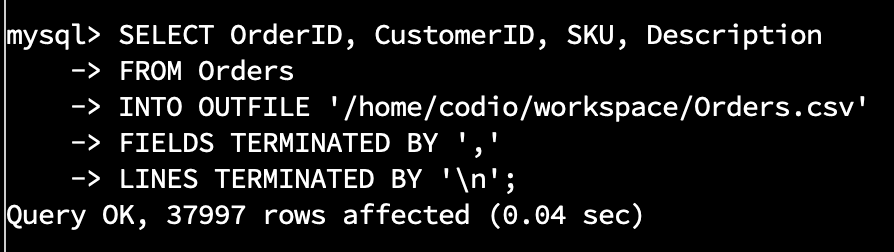 mysql> SELECT OrderID, CustomerID, SKU, Description
-> FROM Orders
-> INTO OUTFILE '/home/codio/workspace/Orders.csv'
-> FIELDS TERMINATED BY ','
-> LINES TERMINATED BY '\n';
Query OK, 37997 rows affected (0.04 sec)